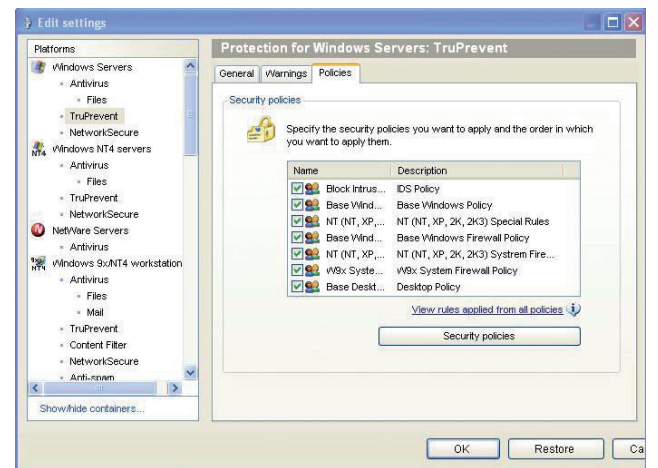 Edit settings
Platforms
Windows Servers
Antivirus
Files
TruPrevent
NetworkSecure
Windows NT4 servers
Antivirus
Files
TruPrevent
NetworkSecure
NetWare Servers
Antivirus
Windows 9x/NT4 workstation
Antivirus
Files
Mail
TruPrevent
Content Filter
NetworkSecure
Anti-spam
Show/hide containers...
Protection for Windows Servers: TruPrevent
General Warnings Policies
Security policies
Specify the security policies you want to apply and the order in which
you want to apply them.
Name Description
Block Intrus... IDS Policy
Base Wind... Base Windows Policy
NT (NT, XP,... NT (NT, XP, 2K, 2K3) Special Rules
Base Wind... Base Windows Firewall Policy
NT (NT, XP,... NT (NT, XP, 2K, 2K3) Systrem Fire...
W9x Syste... W9x System Firewall Policy
Base Deskt... Desktop Policy
View rules applied from all policies
Security policies
OK Restore Ca